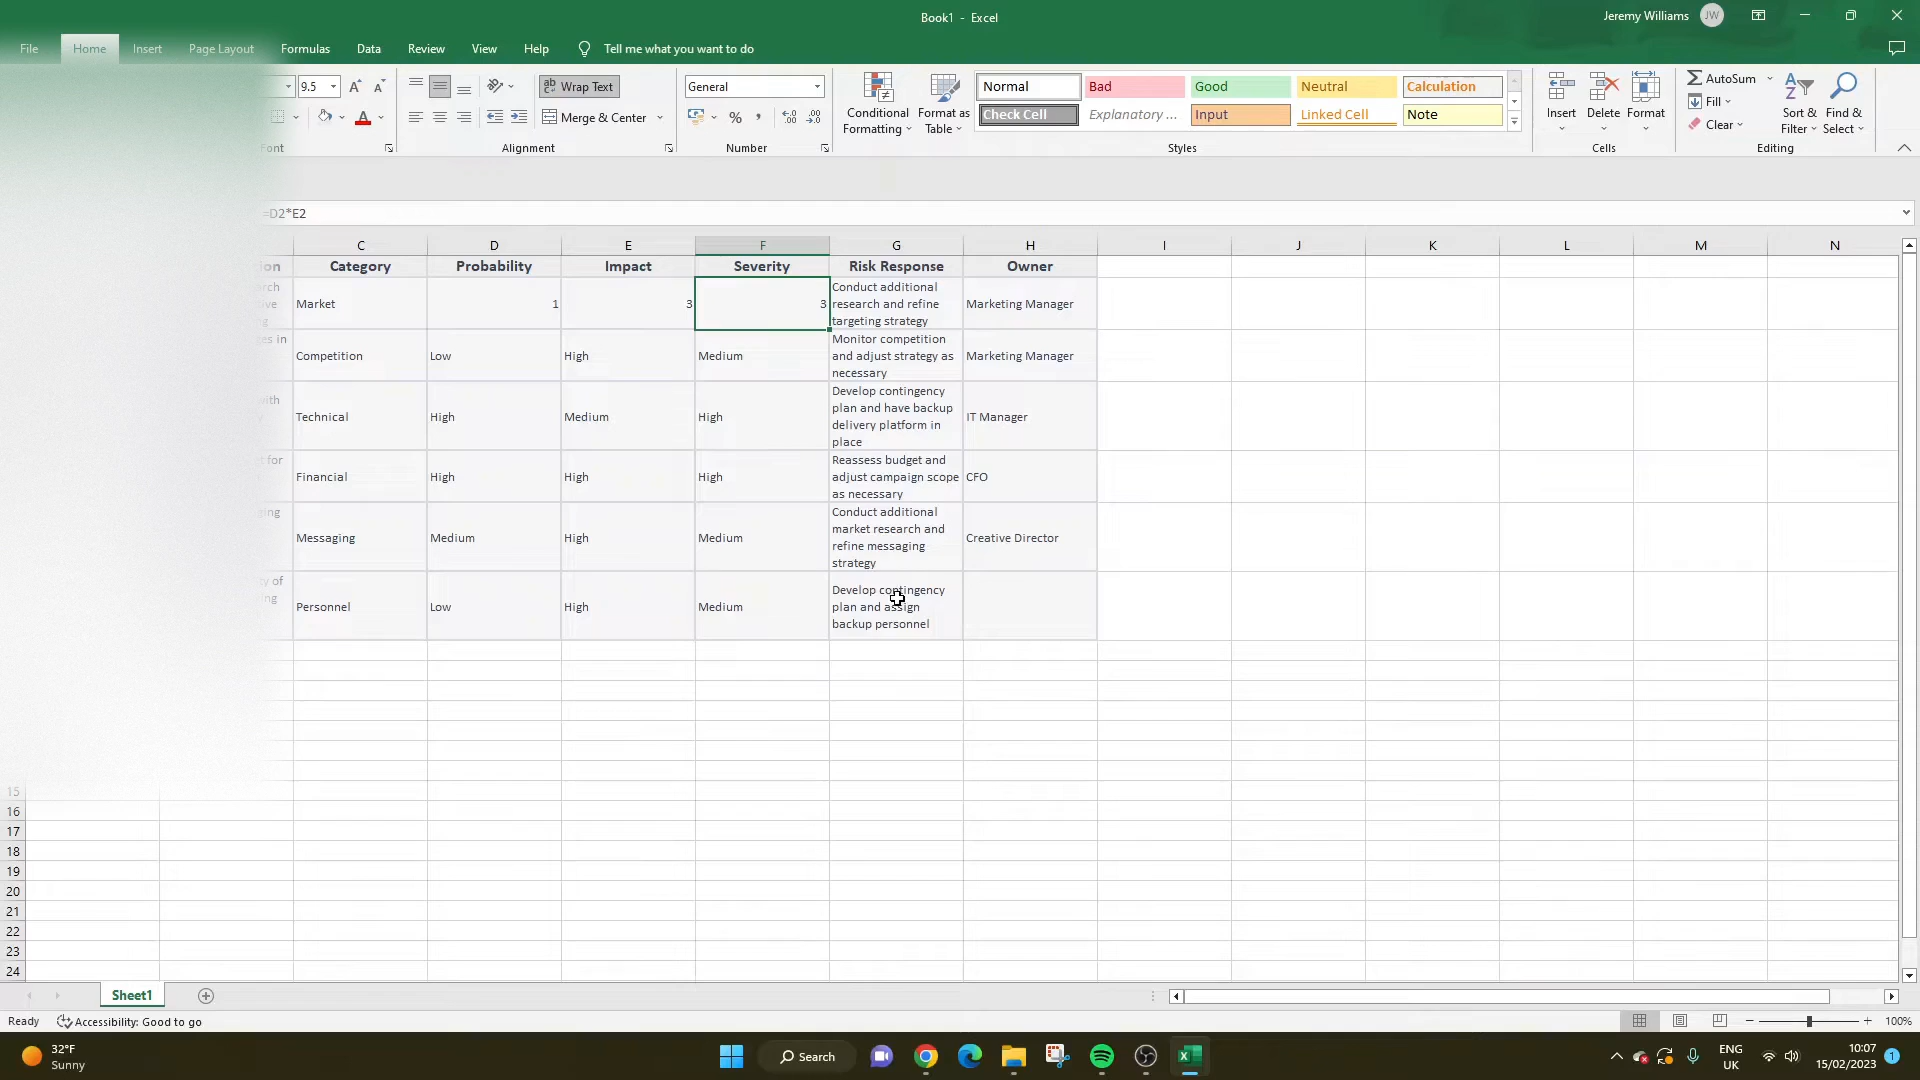 Book1 - Excel
Jeremy Williams
JW
File
Home
Insert
Page Layout
Formulas
Data
Review
View
Help
Tell me what you want to do
9.5
Wrap Text
General
Merge & Center
Conditional
Formatting
Format as
Table
Normal
Bad
Good
Neutral
Calculation
Check Cell
Explanatory ...
Input
Linked Cell
Note
Insert
Delete
Format
AutoSum
Fill
Clear
Sort &
Filter
Find &
Select
Font
Alignment
Number
Styles
Cells
Editing
=D2*E2
C D E F G H I J K L M N
Category Probability Impact Severity Risk Response Owner
Market 1 3 3
Conduct additional
research and refine
targeting strategy
Marketing Manager
Competition Low High Medium
Monitor competition
and adjust strategy as
necessary
Marketing Manager
Technical High Medium High
Develop contingency
plan and have backup
delivery platform in
place
IT Manager
Financial High High High
Reassess budget and
adjust campaign scope
as necessary
CFO
Messaging Medium High Medium
Conduct additional
market research and
refine messaging
strategy
Creative Director
Personnel Low High Medium
Develop contingency
plan and assign
backup personnel
15
16
17
18
19
20
21
22
23
24
Sheet1
Ready
Accessibility: Good to go
100%
32°F
Sunny
Search
ENG
UK
10:07
15/02/2023
1